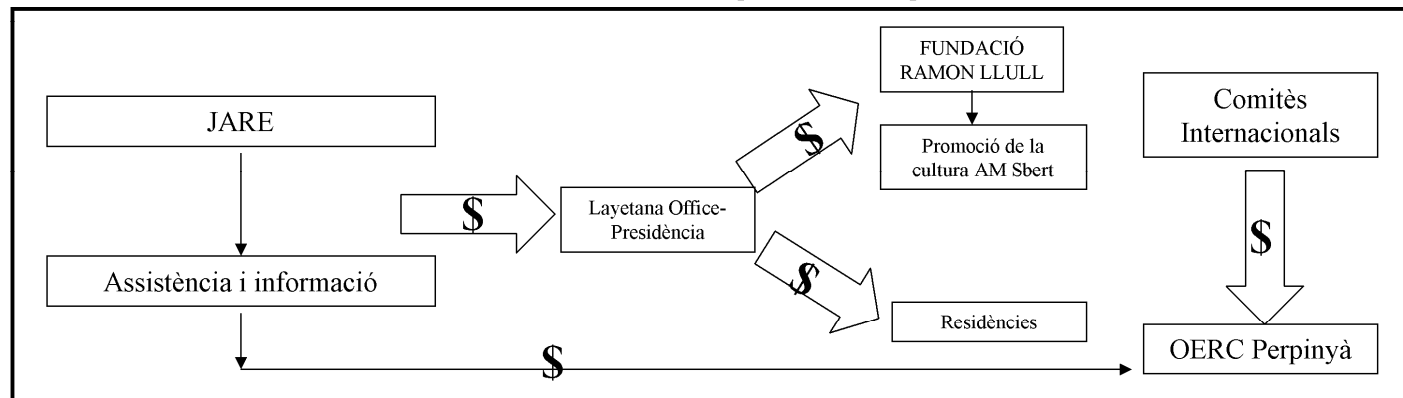 JARE
Assistència i informació
$
Layetana Office-
Presidència
$
$
FUNDACIÓ
RAMON LLULL
Promoció de la
cultura AM Sbert
Residències
Comitès
Internacionals
$
OERC Perpinyà
$